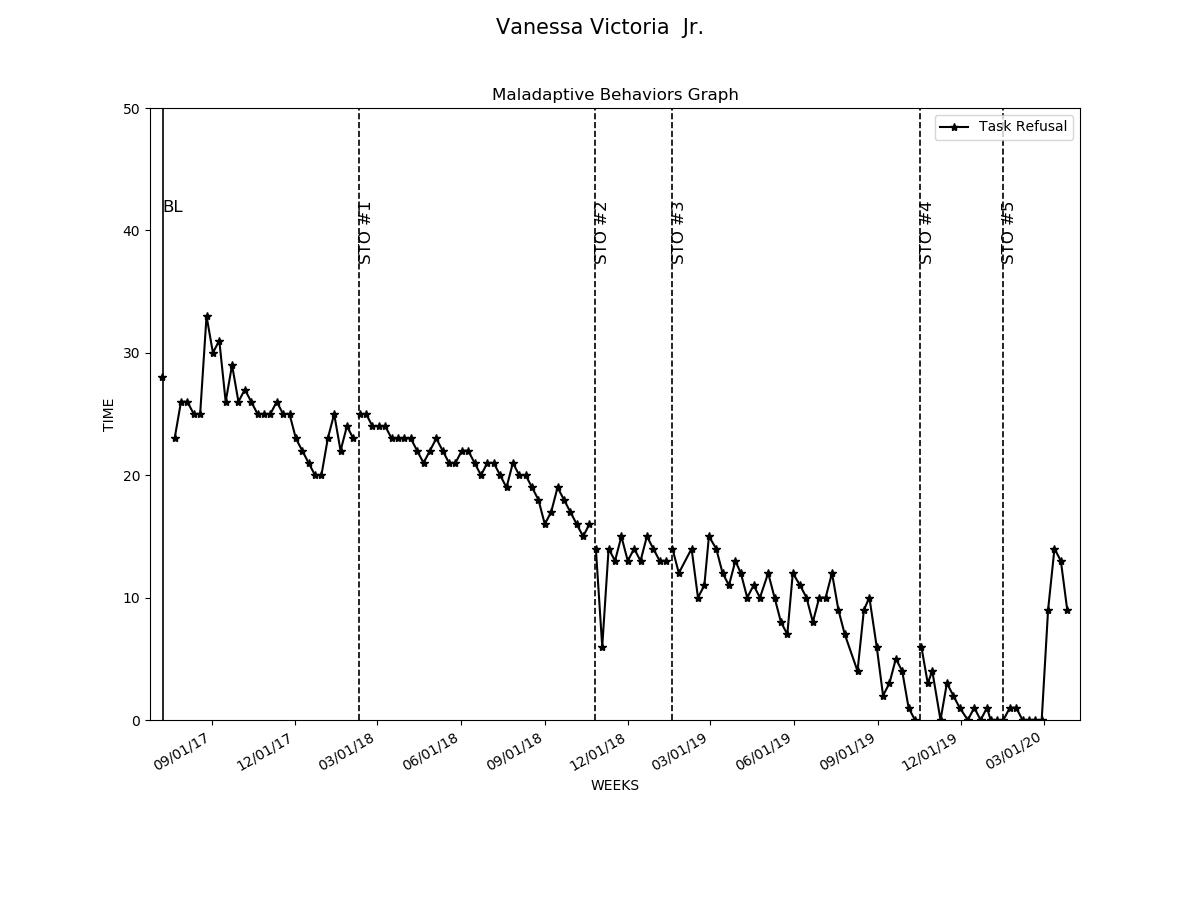 Vanessa Victoria  Jr.
Maladaptive Behaviors Graph
Task Refusal
50
40
30
20
10
0
TIME
BL
STO #1
STO #2
STO #3
STO #4
STO #5
09/01/17
12/01/17
03/01/18
06/01/18
09/01/18
12/01/18
03/01/19
06/01/19
09/01/19
12/01/19
03/01/20
WEEKS